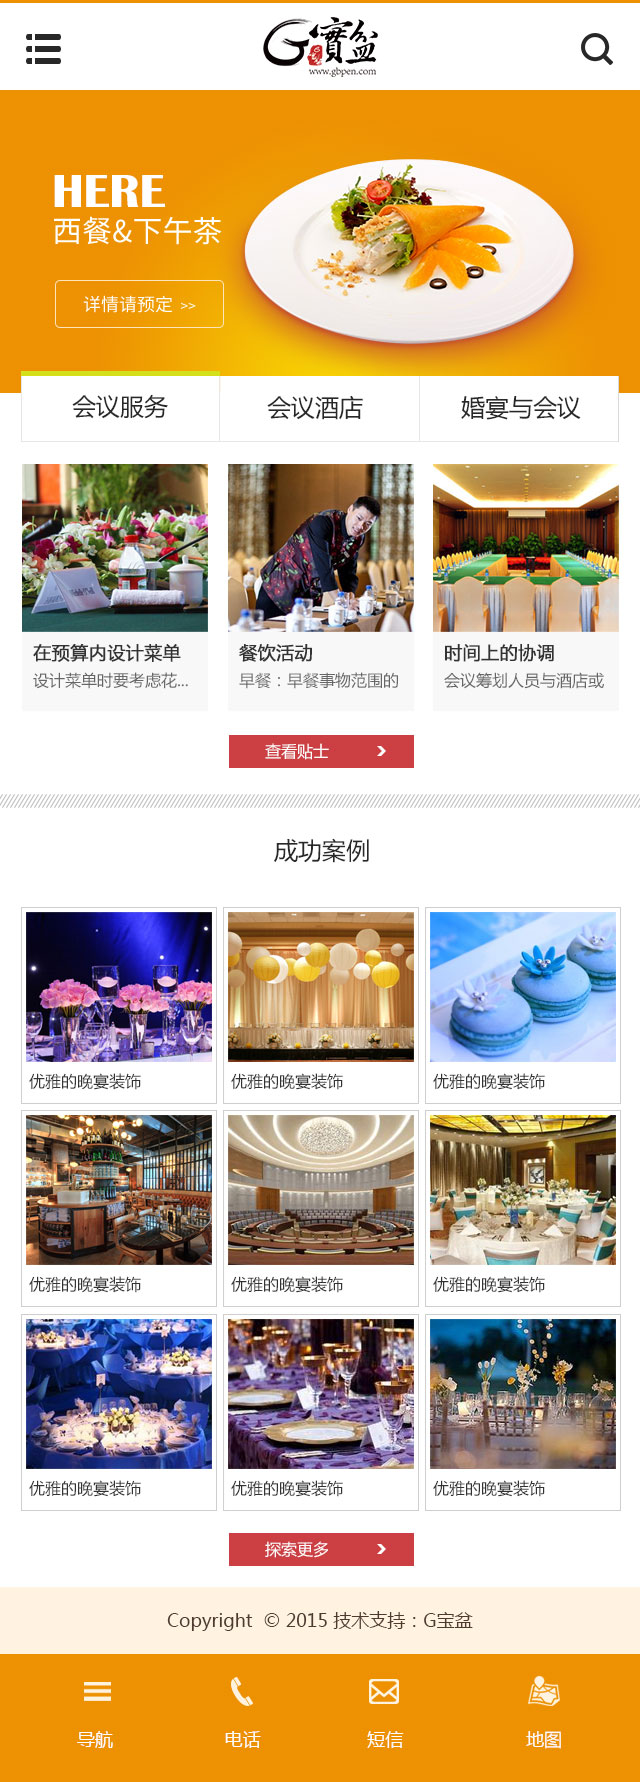 G寶盆
www.gbpen.com
HERE
西餐&下午茶
详情请预定 >>
会议服务
会议酒店
婚宴与会议
在预算内设计菜单
设计菜单时要考虑花...
餐饮活动
早餐：早餐事物范围的
时间上的协调
会议筹划人员与酒店或
查看贴士
成功案例
优雅的晚宴装饰
优雅的晚宴装饰
优雅的晚宴装饰
优雅的晚宴装饰
优雅的晚宴装饰
优雅的晚宴装饰
优雅的晚宴装饰
优雅的晚宴装饰
优雅的晚宴装饰
探索更多
Copyright © 2015 技术支持：G宝盆
导航
电话
短信
地图